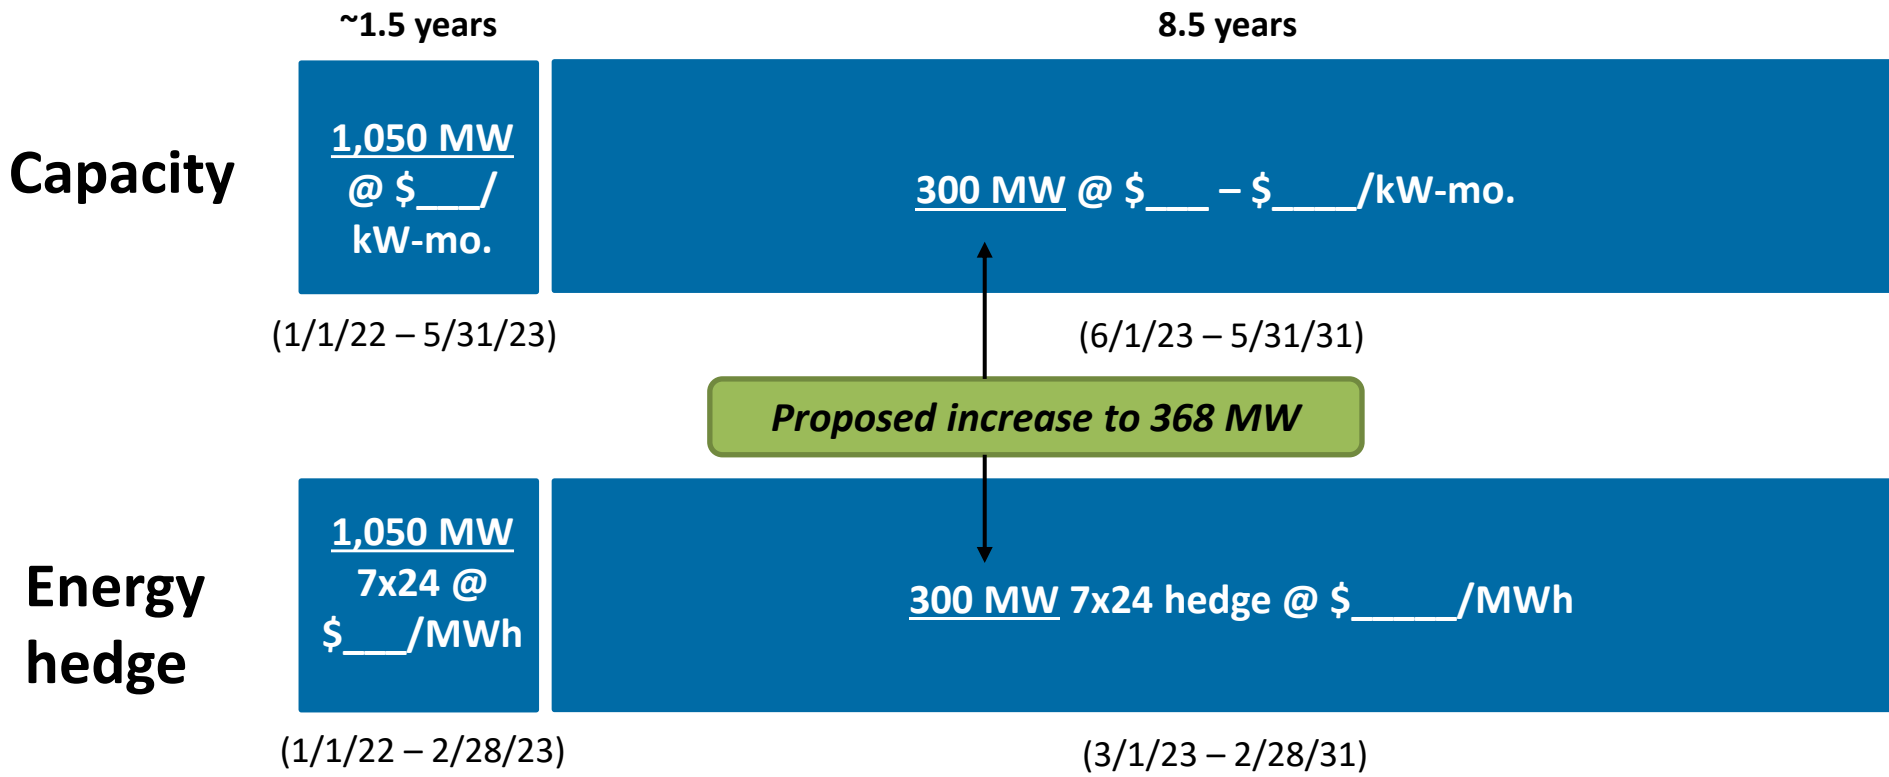 ~1.5 years
8.5 years
Capacity
1,050 MW
@ $___/
kW-mo.
300 MW @ $___ – $____/kW-mo.
(1/1/22 – 5/31/23)
(6/1/23 – 5/31/31)
Proposed increase to 368 MW
Energy
hedge
1,050 MW
7x24 @
$___/MWh
300 MW 7x24 hedge @ $_____/MWh
(1/1/22 – 2/28/23)
(3/1/23 – 2/28/31)